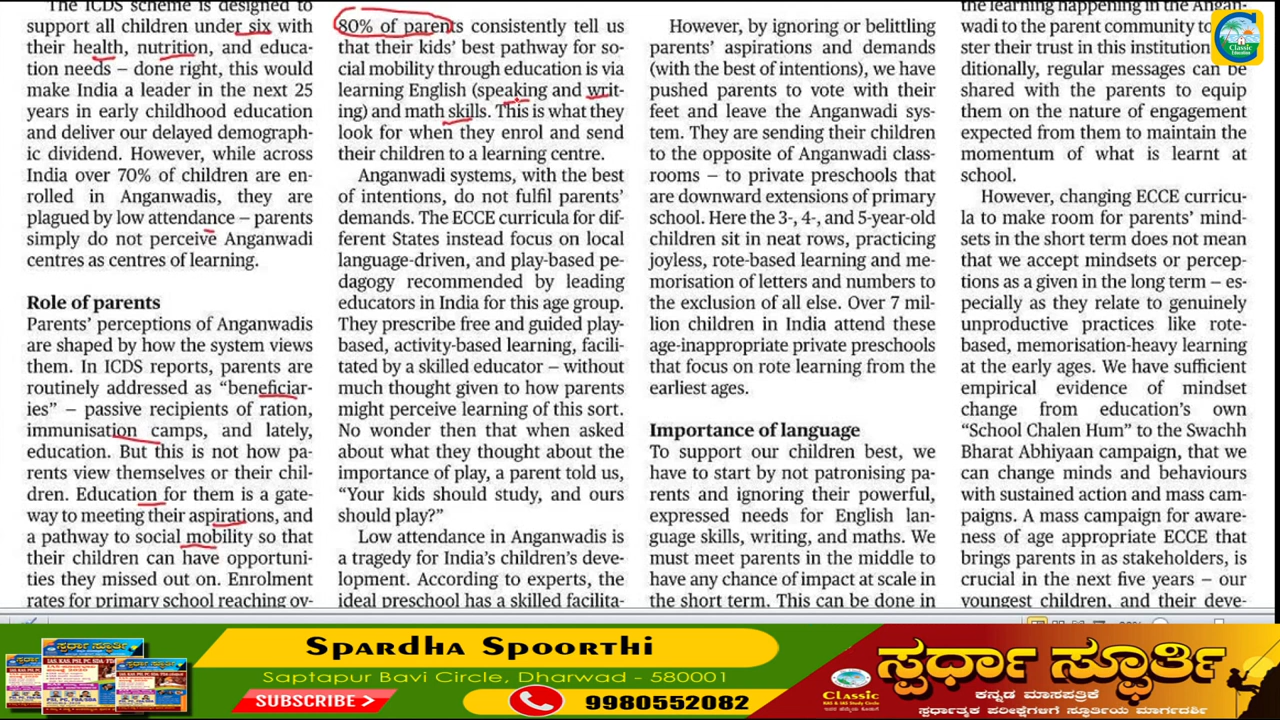 The ICDS scheme is designed to
support all children under six with
their health, nutrition, and educa-
tion needs – done right, this would
make India a leader in the next 25
years in early childhood education
and deliver our delayed demograph-
ic dividend. However, while across
India over 70% of children are en-
rolled in Anganwadis, they are
plagued by low attendance – parents
simply do not perceive Anganwadi
centres as centres of learning.
Role of parents
Parents’ perceptions of Anganwadis
are shaped by how the system views
them. In ICDS reports, parents are
routinely addressed as “beneficiar-
ies” – passive recipients of ration,
immunisation camps, and lately,
education. But this is not how pa-
rents view themselves or their chil-
dren. Education for them is a gate-
way to meeting their aspirations, and
a pathway to social mobility so that
their children can have opportuni-
ties they missed out on. Enrolment
rates for primary school reaching ov-
80% of parents consistently tell us
that their kids’ best pathway for so-
cial mobility through education is via
learning English (speaking and writ-
ing) and math skills. This is what they
look for when they enrol and send
their children to a learning centre.
Anganwadi systems, with the best
of intentions, do not fulfil parents’
demands. The ECCE curricula for dif-
ferent States instead focus on local
language-driven, and play-based pe-
dagogy recommended by leading
educators in India for this age group.
They prescribe free and guided play-
based, activity-based learning, facili-
tated by a skilled educator – without
much thought given to how parents
might perceive learning of this sort.
No wonder then that when asked
about what they thought about the
importance of play, a parent told us,
“Your kids should study, and ours
should play?”
Low attendance in Anganwadis is
a tragedy for India’s children’s deve-
lopment. According to experts, the
ideal preschool has a skilled facilita-
However, by ignoring or belittling
parents’ aspirations and demands
(with the best of intentions), we have
pushed parents to vote with their
feet and leave the Anganwadi sys-
tem. They are sending their children
to the opposite of Anganwadi class-
rooms – to private preschools that
are downward extensions of primary
school. Here the 3-, 4-, and 5-year-old
children sit in neat rows, practicing
joyless, rote-based learning and me-
morisation of letters and numbers to
the exclusion of all else. Over 7 mil-
lion children in India attend these
age-inappropriate private preschools
that focus on rote learning from the
earliest ages.
Importance of language
To support our children best, we
have to start by not patronising pa-
rents and ignoring their powerful,
expressed needs for English lan-
guage skills, writing, and maths. We
must meet parents in the middle to
have any chance of impact at scale in
the short term. This can be done in
the learning happening in the Angan-
wadi to the parent community to
ster their trust in this institution
ditionally, regular messages can be
shared with the parents to equip
them on the nature of engagement
expected from them to maintain the
momentum of what is learnt at
school.
However, changing ECCE curricu-
la to make room for parents’ mind-
sets in the short term does not mean
that we accept mindsets or percep-
tions as a given in the long term – es-
pecially as they relate to genuinely
unproductive practices like rote-
based, memorisation-heavy learning
at the early ages. We have sufficient
empirical evidence of mindset
change from education’s own
“School Chalen Hum” to the Swachh
Bharat Abhiyaan campaign, that we
can change minds and behaviours
with sustained action and mass cam-
paigns. A mass campaign for aware-
ness of age appropriate ECCE that
brings parents in as stakeholders, is
crucial in the next five years – our
youngest children, and their deve-
Classic
Education
Spardha Spoorthi
Saptapur Bavi Circle, Dharwad - 580001
SUBSCRIBE
9980552082
Classic
KAS & IAS Study Circle
ಸ್ಪರ್ಧಾ ಸ್ಫೂರ್ತಿ
ಕನ್ನಡ ಮಾಸಪತ್ರಿಕೆ
ಸ್ಪರ್ಧಾತ್ಮಕ ಪರೀಕ್ಷೆಗಳಿಗೆ ಸ್ಫೂರ್ತಿಯ ಮಾರ್ಗದರ್ಶಿ